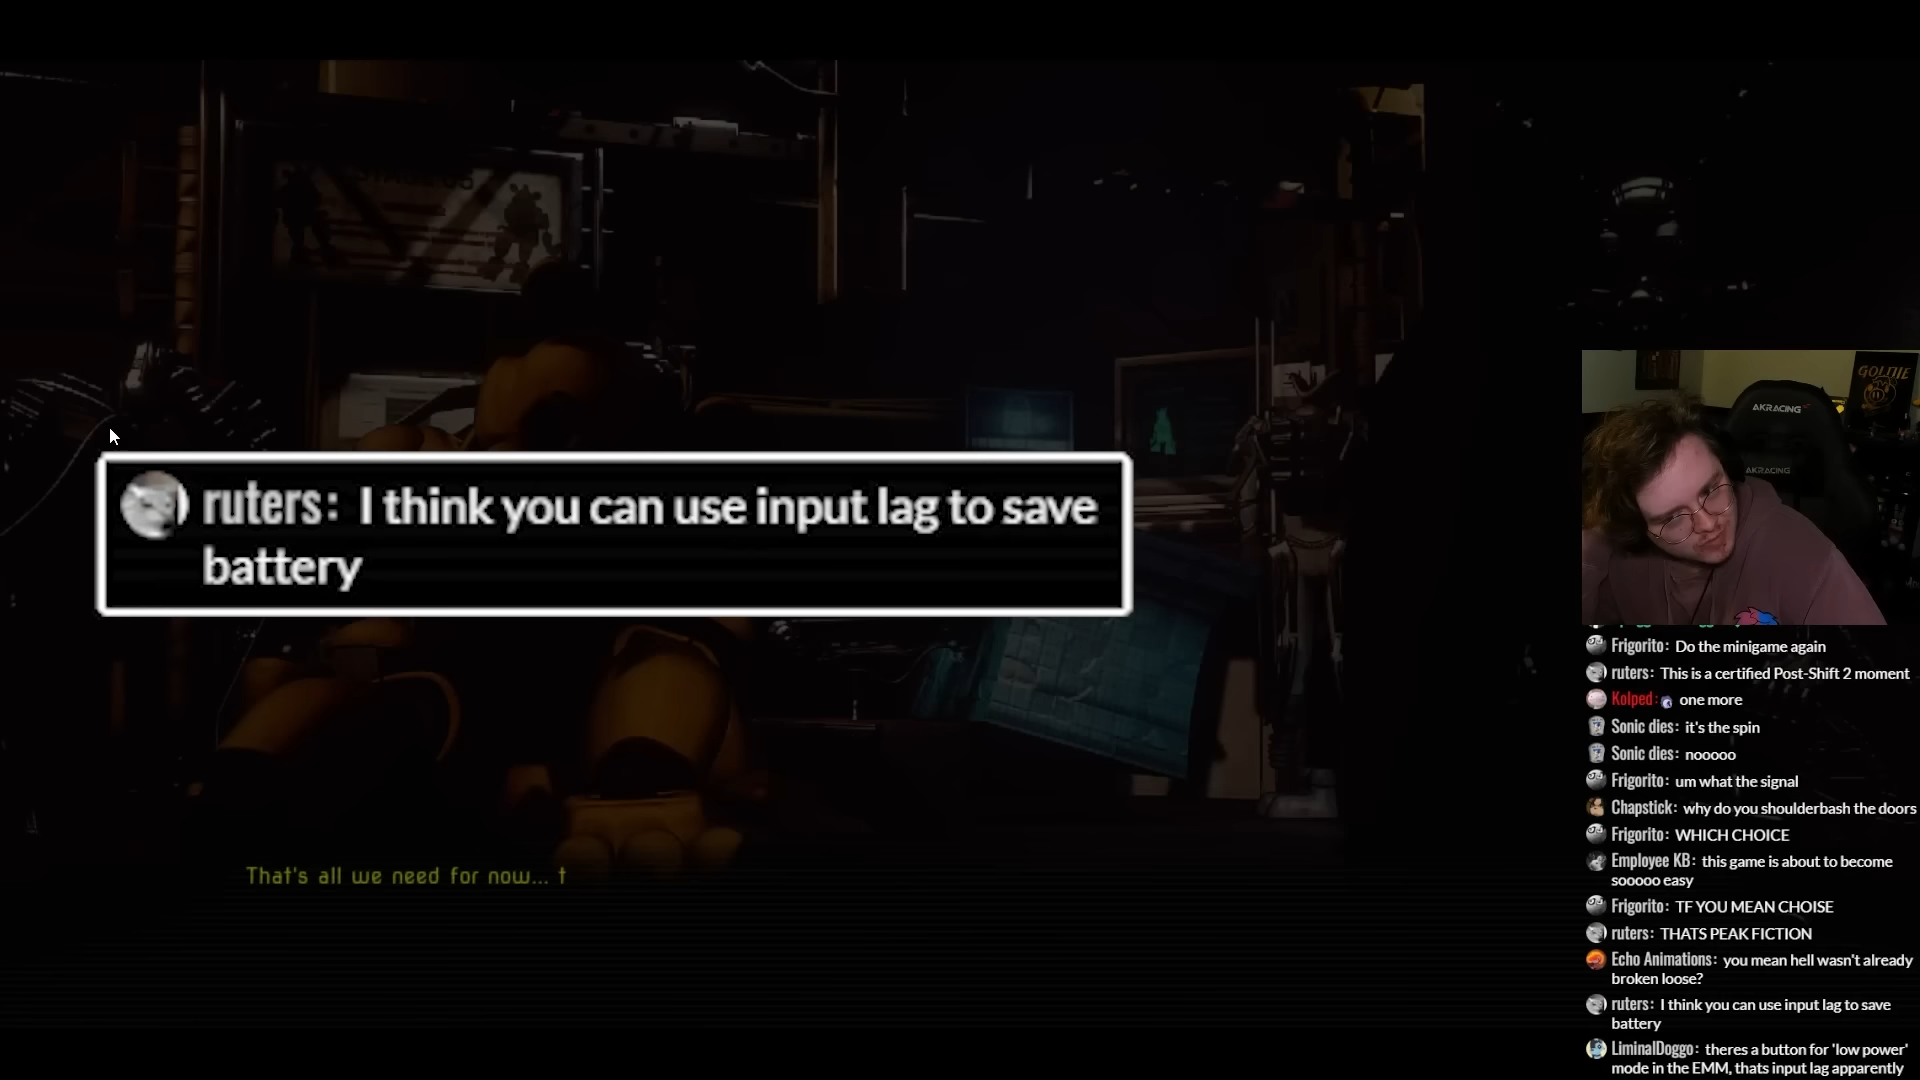 ruters: I think you can use input lag to save
battery
That's all we need for now... t
GOLDIE
AKRACING
AKRACING
Frigorito: Do the minigame again
ruters: This is a certified Post-Shift 2 moment
Kolped: one more
Sonic dies: it's the spin
Sonic dies: nooooo
Frigorito: um what the signal
Chapstick: why do you shoulderbash the doors
Frigorito: WHICH CHOICE
Employee KB: this game is about to become
sooooo easy
Frigorito: TF YOU MEAN CHOISE
ruters: THATS PEAK FICTION
Echo Animations: you mean hell wasn't already
broken loose?
ruters: I think you can use input lag to save
battery
LiminalDoggo: theres a button for 'low power'
mode in the EMM, thats input lag apparently